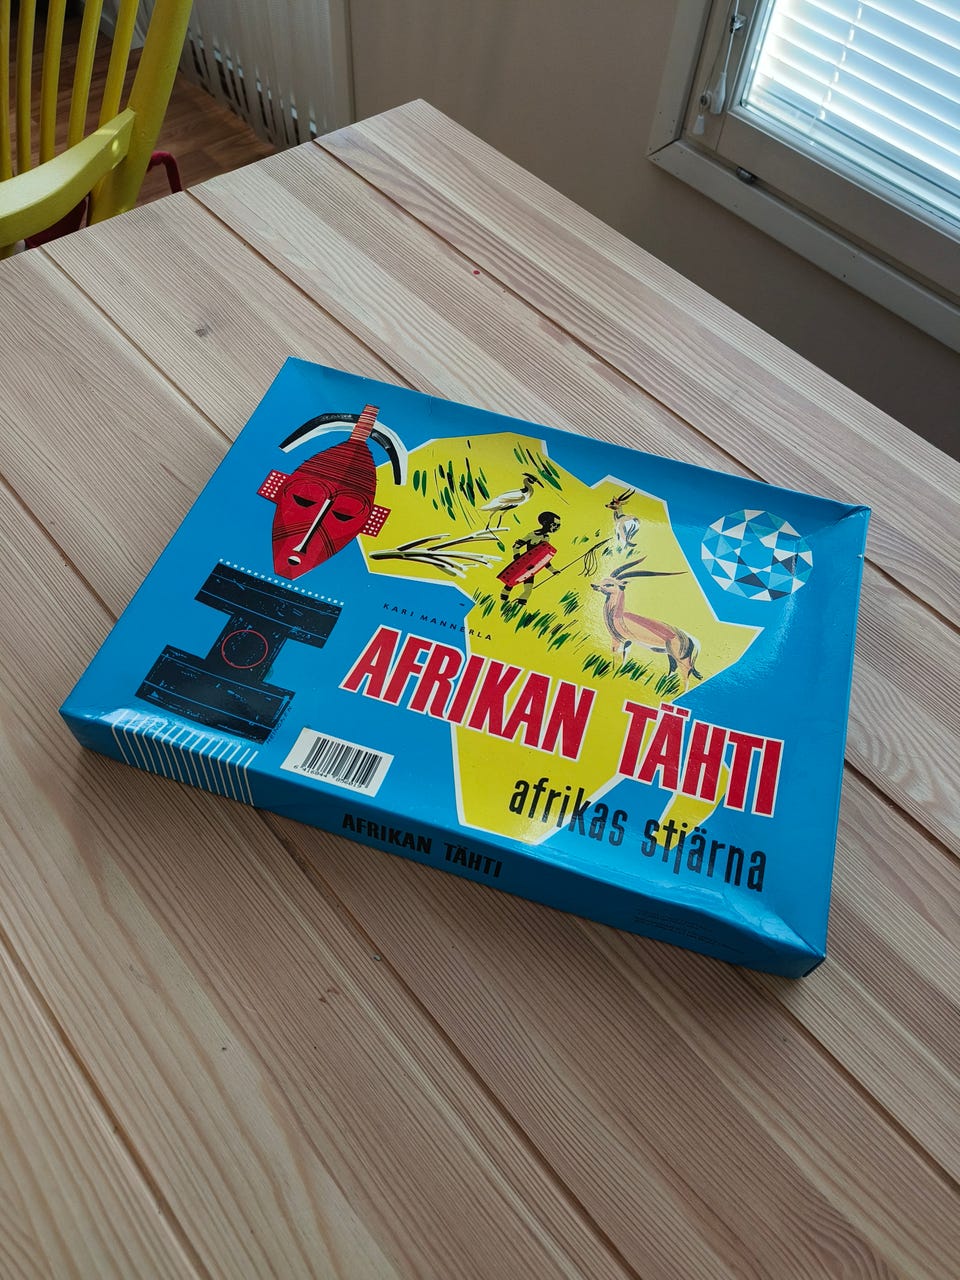 KARI MANNERLA
AFRIKAN TÄHTI
afrikas stjärna
AFRIKAN TÄHTI